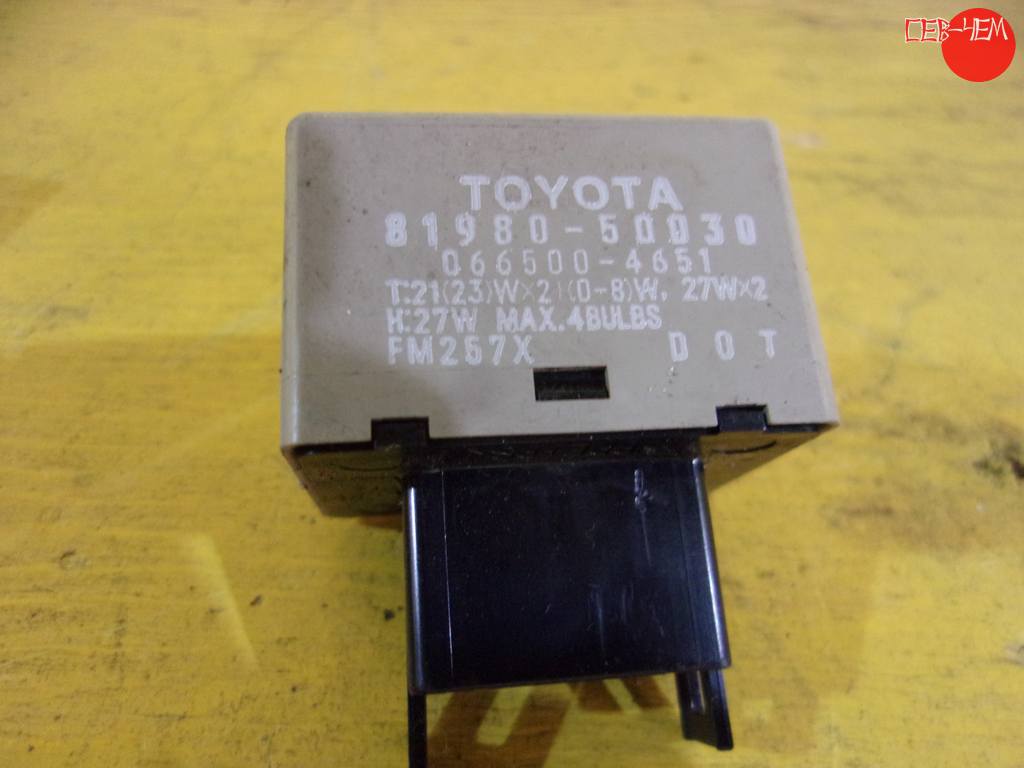 СЕВ-ЧЕМ
TOYOTA
81980-50030
066500-4651
T:21(23)W×2+(0-8)W, 27W×2
H:27W MAX.4BULBS
FM257X DOT